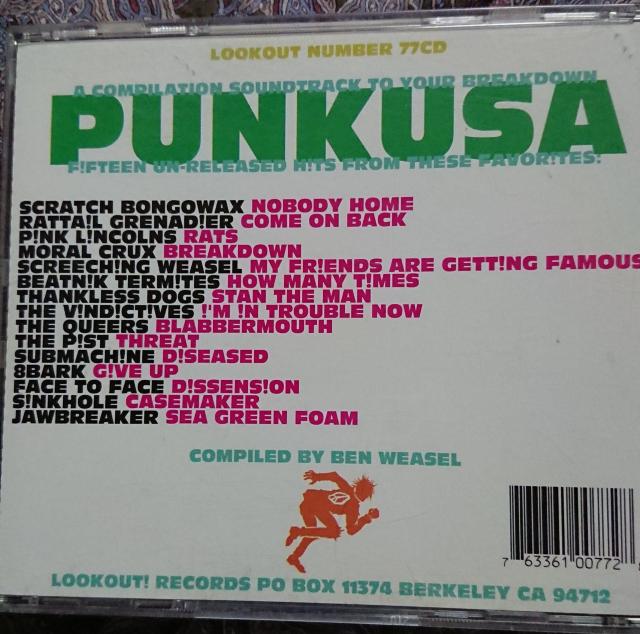 LOOKOUT NUMBER 77CD
A COMPILATION SOUNDTRACK TO YOUR BREAKDOWN
PUNKUSA
F!FTEEN UN-RELEASED H!TS FROM THESE FAVOR!TES:
SCRATCH BONGOWAX NOBODY HOME
RATTA!L GRENAD!ER COME ON BACK
P!NK L!NCOLNS RATS
MORAL CRUX BREAKDOWN
SCREECH!NG WEASEL MY FR!ENDS ARE GETT!NG FAMOUS
BEATN!K TERM!TES HOW MANY T!MES
THANKLESS DOGS STAN THE MAN
THE V!ND!CT!VES !'M !N TROUBLE NOW
THE QUEERS BLABBERMOUTH
THE P!ST THREAT
SUBMACH!NE D!SEASED
8BARK G!VE UP
FACE TO FACE D!SSENS!ON
S!NKHOLE CASEMAKER
JAWBREAKER SEA GREEN FOAM
COMPILED BY BEN WEASEL
7 63361 00772
LOOKOUT! RECORDS PO BOX 11374 BERKELEY CA 94712